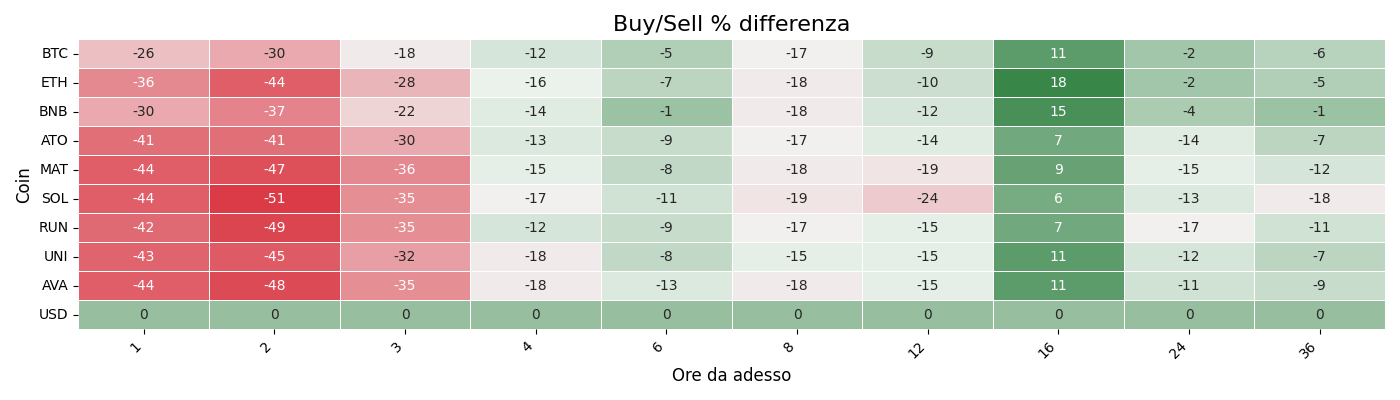 Buy/Sell % differenza
Coin
BTC -26 -30 -18 -12 -5 -17 -9 11 -2 -6
ETH -36 -44 -28 -16 -7 -18 -10 18 -2 -5
BNB -30 -37 -22 -14 -1 -18 -12 15 -4 -1
ATO -41 -41 -30 -13 -9 -17 -14 7 -14 -7
MAT -44 -47 -36 -15 -8 -18 -19 9 -15 -12
SOL -44 -51 -35 -17 -11 -19 -24 6 -13 -18
RUN -42 -49 -35 -12 -9 -17 -15 7 -17 -11
UNI -43 -45 -32 -18 -8 -15 -15 11 -12 -7
AVA -44 -48 -35 -18 -13 -18 -15 11 -11 -9
USD 0 0 0 0 0 0 0 0 0 0
1 2 3 4 6 8 12 16 24 36
Ore da adesso